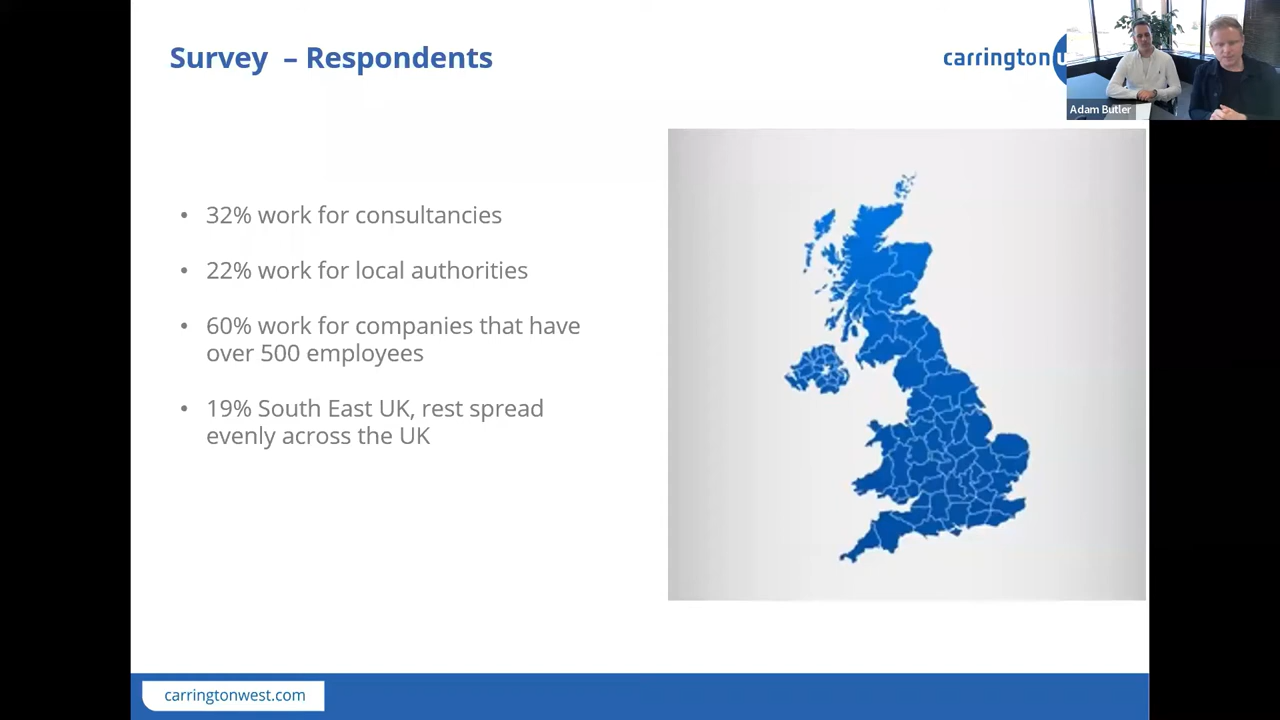 Survey – Respondents
carrington
Adam Butler
• 32% work for consultancies
• 22% work for local authorities
• 60% work for companies that have
over 500 employees
• 19% South East UK, rest spread
evenly across the UK
carringtonwest.com